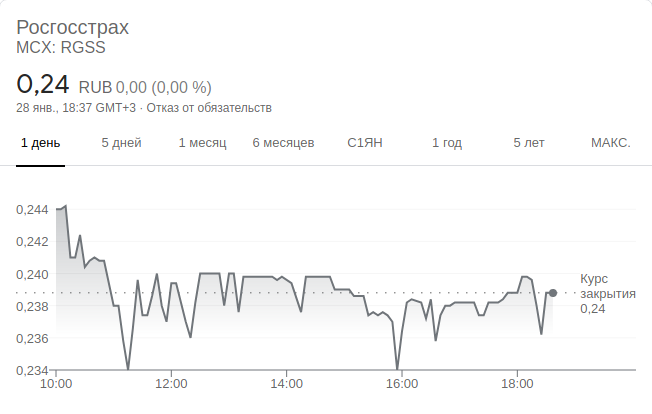 Росгосстрах
MCX: RGSS
0,24 RUB 0,00 (0,00 %)
28 янв., 18:37 GMT+3 · Отказ от обязательств
1 день 5 дней 1 месяц 6 месяцев С1ЯН 1 год 5 лет МАКС.
0,244
0,242
0,240
0,238
0,236
0,234
Курс
закрытия
0,24
10:00 12:00 14:00 16:00 18:00